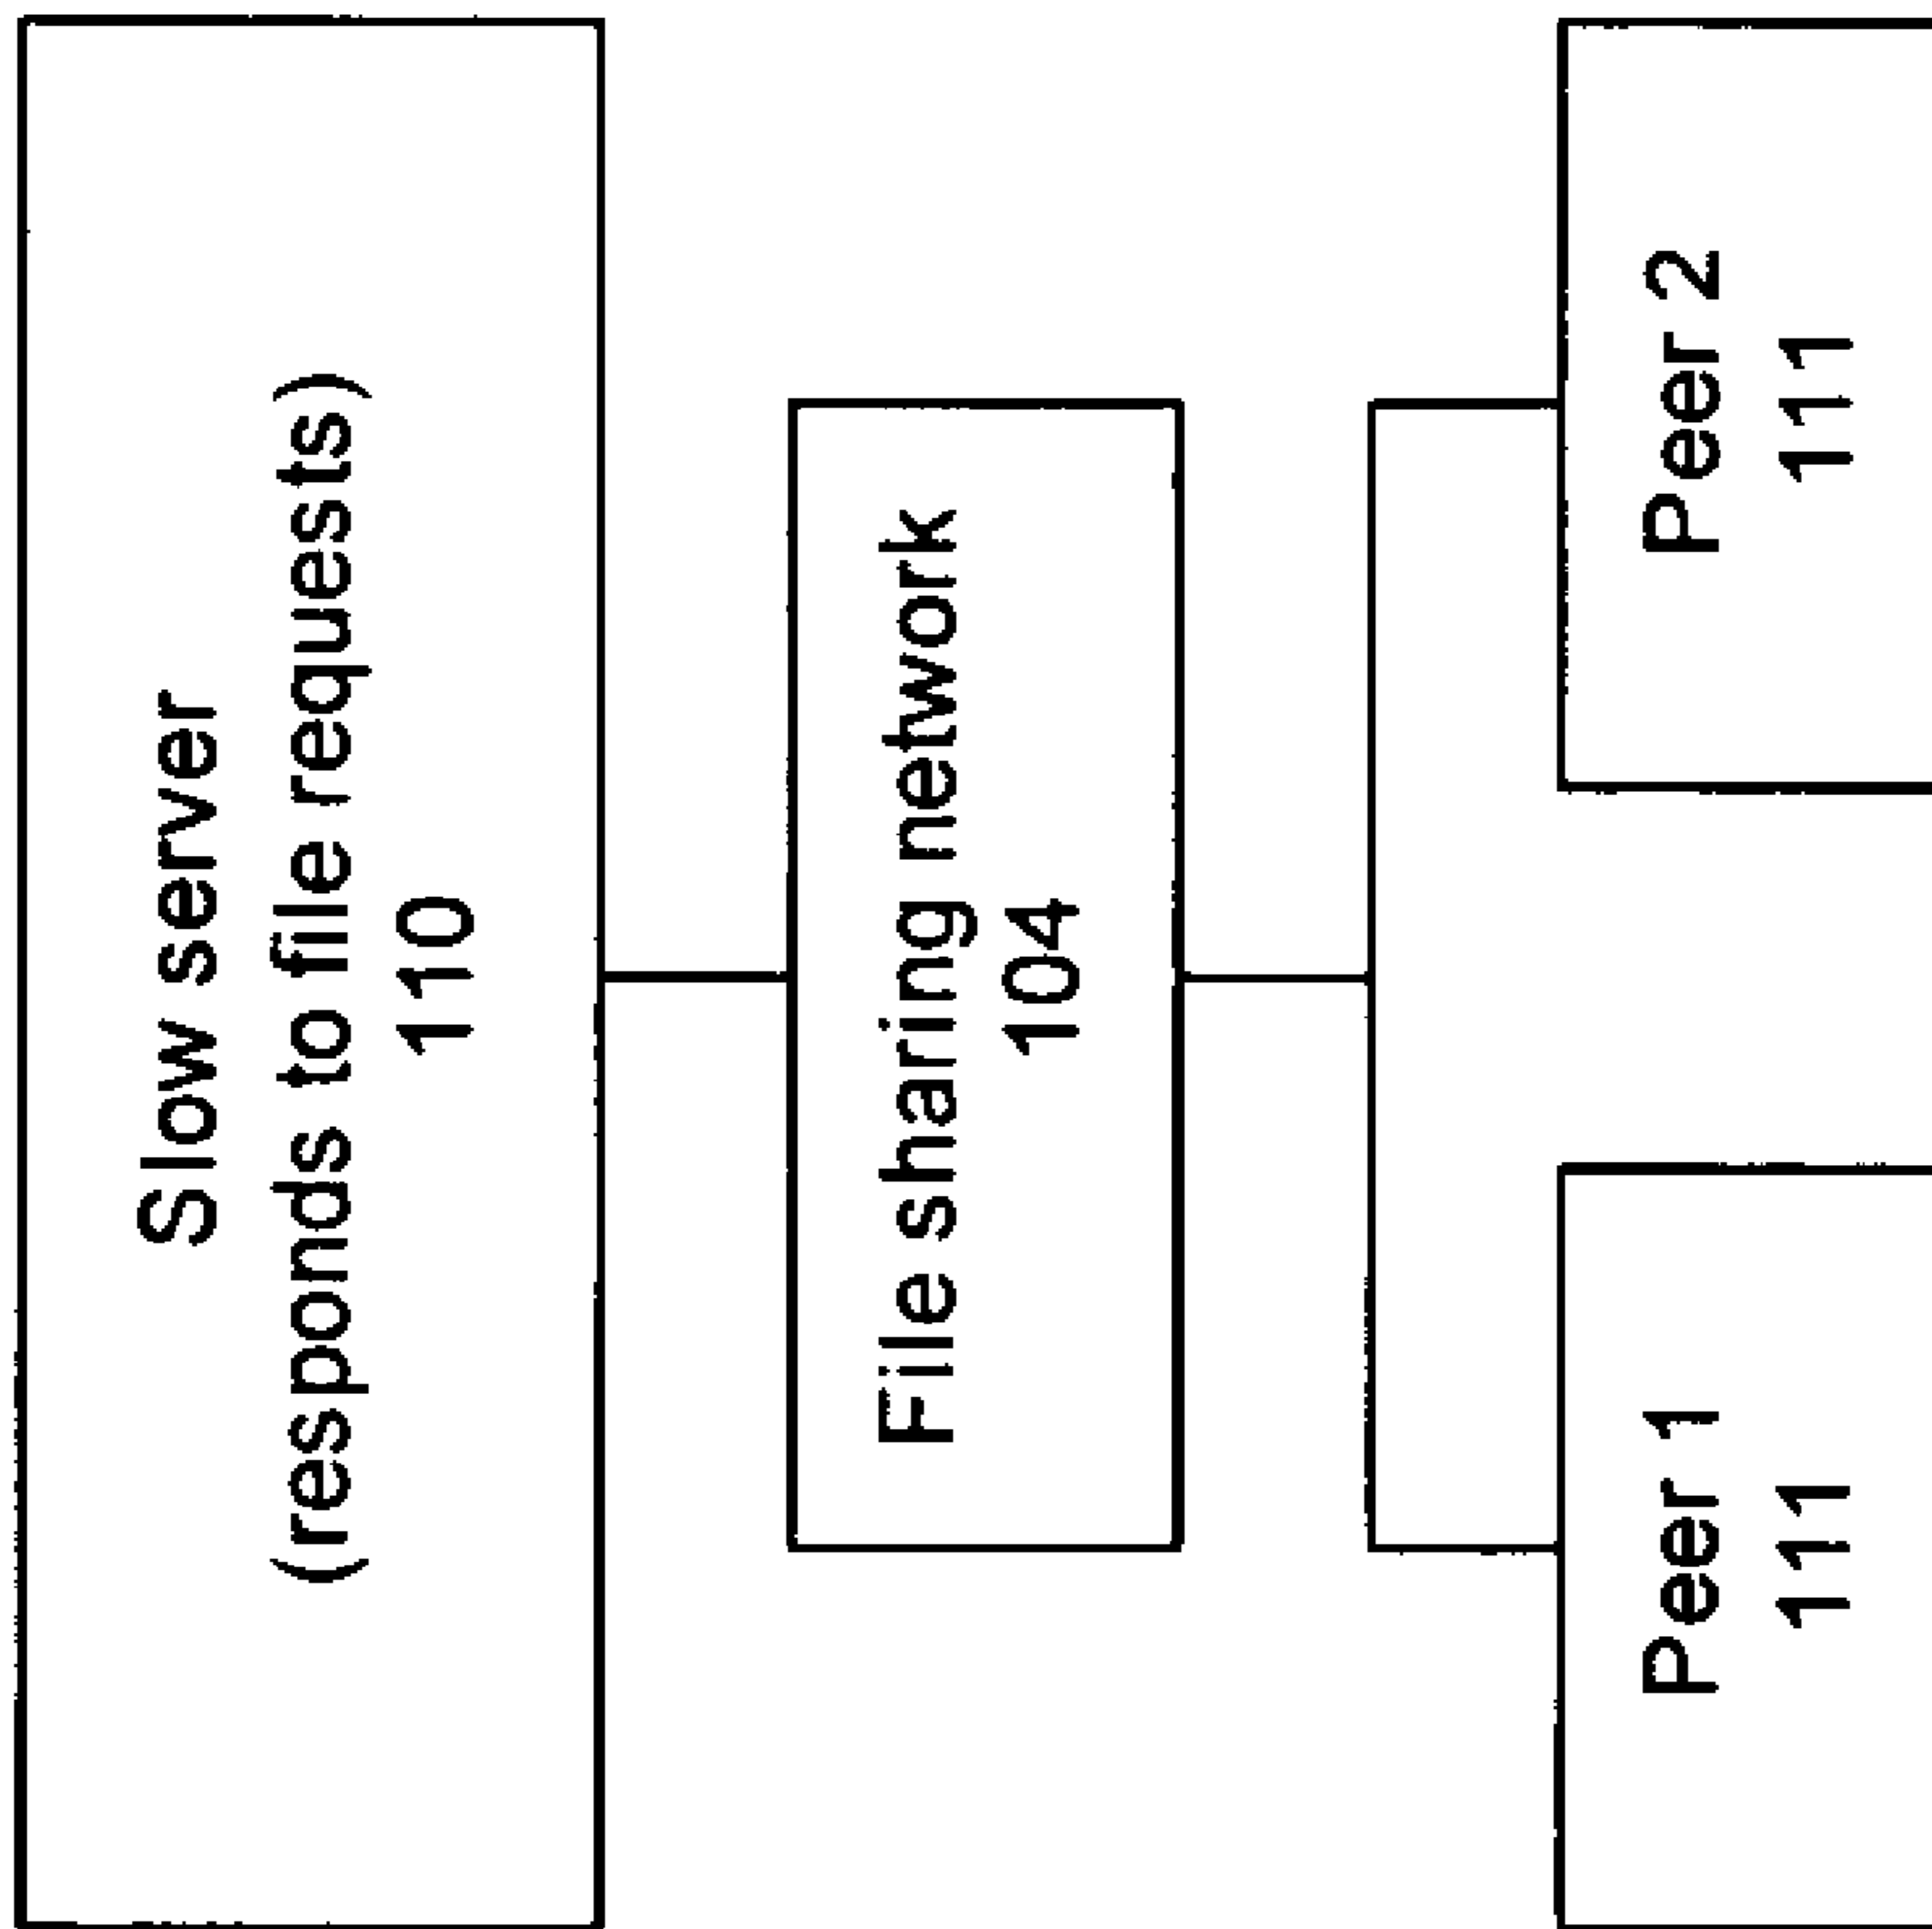 Slow server
(responds to file requests)
110
File sharing network
104
Peer 1
111
Peer 2
111